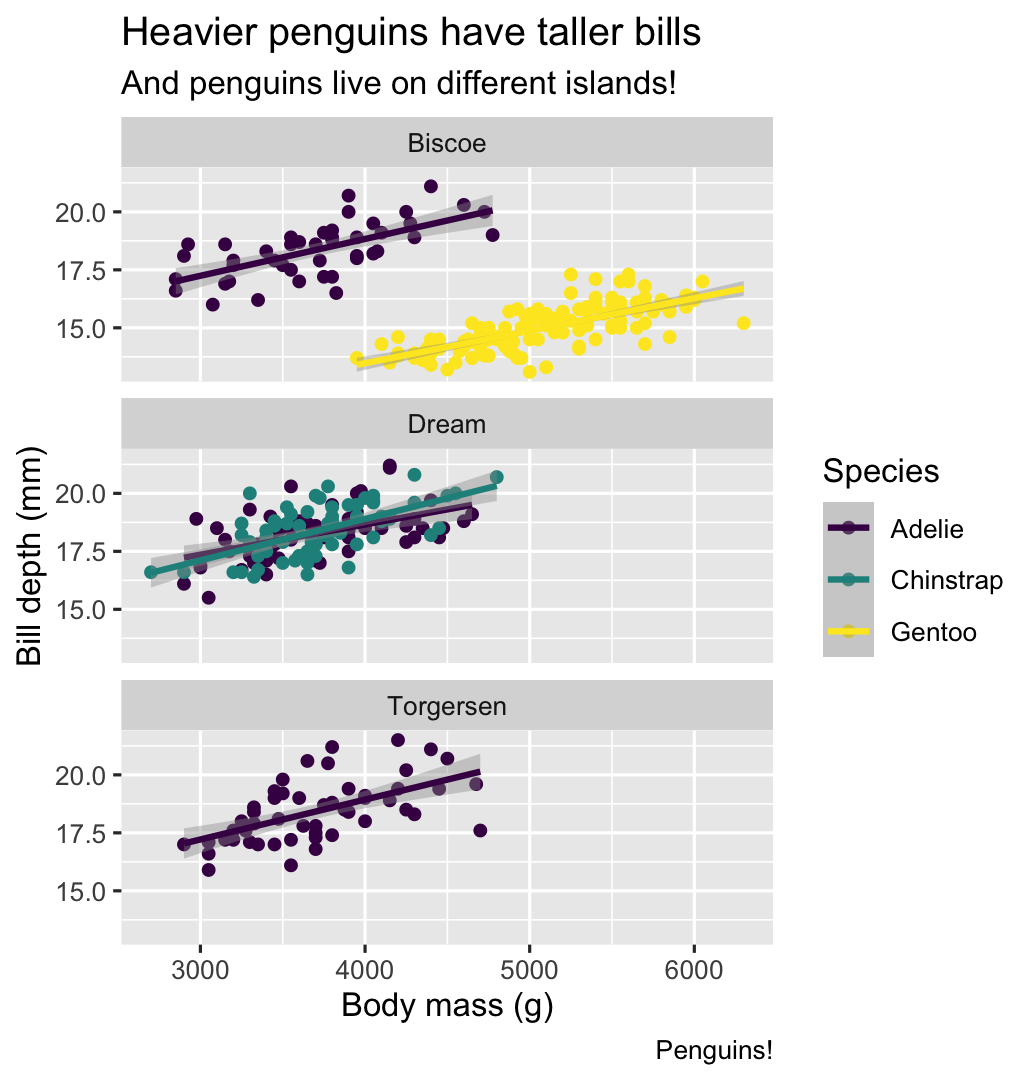 Heavier penguins have taller bills
And penguins live on different islands!
Biscoe
20.0
17.5
15.0
Dream
20.0
17.5
15.0
Torgersen
20.0
17.5
15.0
3000 4000 5000 6000
Body mass (g)
Bill depth (mm)
Species
Adelie
Chinstrap
Gentoo
Penguins!